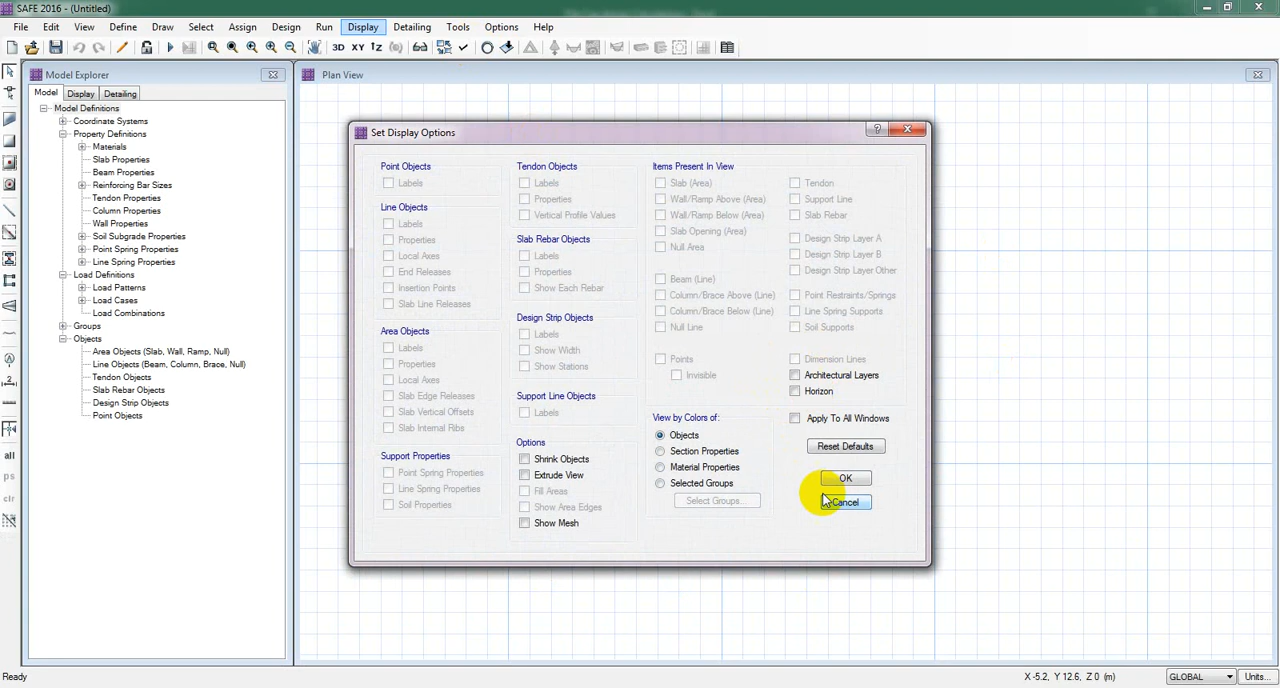 SAFE 2016 - (Untitled)
File Edit View Define Draw Select Assign Design Run Display Detailing Tools Options Help
3D XY
Model Explorer
Model Display Detailing
Model Definitions
Coordinate Systems
Property Definitions
Materials
Slab Properties
Beam Properties
Reinforcing Bar Sizes
Tendon Properties
Column Properties
Wall Properties
Soil Subgrade Properties
Point Spring Properties
Line Spring Properties
Load Definitions
Load Patterns
Load Cases
Load Combinations
Groups
Objects
Area Objects (Slab, Wall, Ramp, Null)
Line Objects (Beam, Column, Brace, Null)
Tendon Objects
Slab Rebar Objects
Design Strip Objects
Point Objects
all
ps
clr
Plan View
Set Display Options
Point Objects
Labels
Line Objects
Labels
Properties
Local Axes
End Releases
Insertion Points
Slab Line Releases
Area Objects
Labels
Properties
Local Axes
Slab Edge Releases
Slab Vertical Offsets
Slab Internal Ribs
Support Properties
Point Spring Properties
Line Spring Properties
Soil Properties
Tendon Objects
Labels
Properties
Vertical Profile Values
Slab Rebar Objects
Labels
Properties
Show Each Rebar
Design Strip Objects
Labels
Show Width
Show Stations
Support Line Objects
Labels
Options
Shrink Objects
Extrude View
Fill Areas
Show Area Edges
Show Mesh
Items Present In View
Slab (Area)
Wall/Ramp Above (Area)
Wall/Ramp Below (Area)
Slab Opening (Area)
Null Area
Beam (Line)
Column/Brace Above (Line)
Column/Brace Below (Line)
Null Line
Points
Invisible
Tendon
Support Line
Slab Rebar
Design Strip Layer A
Design Strip Layer B
Design Strip Layer Other
Point Restraints/Springs
Line Spring Supports
Soil Supports
Dimension Lines
Architectural Layers
Horizon
View by Colors of:
Objects
Section Properties
Material Properties
Selected Groups
Select Groups...
Apply To All Windows
Reset Defaults
OK
Cancel
Ready
X -5.2, Y 12.6, Z 0 (m)
GLOBAL
Units...